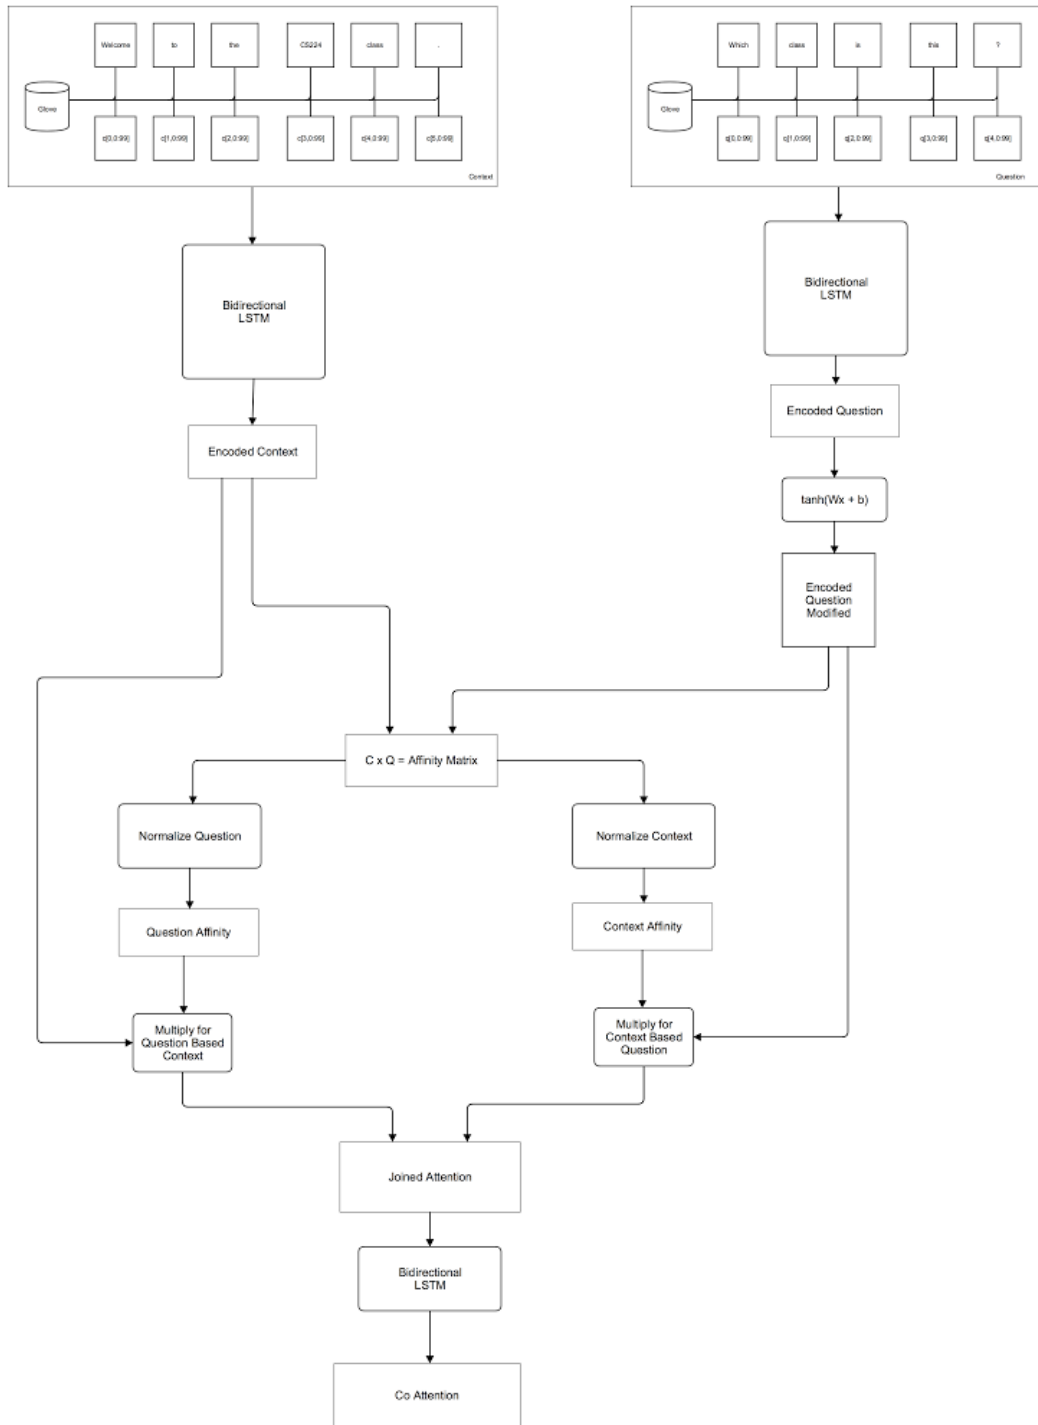 Welcome
to
the
CS224
class
.
Glove
c[0,0:99]
c[1,0:99]
c[2,0:99]
c[3,0:99]
c[4,0:99]
c[5,0:99]
Context
Which
class
is
this
?
Glove
q[0,0:99]
q[1,0:99]
q[2,0:99]
q[3,0:99]
q[4,0:99]
Question
Bidirectional
LSTM
Bidirectional
LSTM
Encoded Context
Encoded Question
tanh(Wx + b)
Encoded
Question
Modified
C x Q = Affinity Matrix
Normalize Question
Normalize Context
Question Affinity
Context Affinity
Multiply for
Question Based
Context
Multiply for
Context Based
Question
Joined Attention
Bidirectional
LSTM
Co Attention